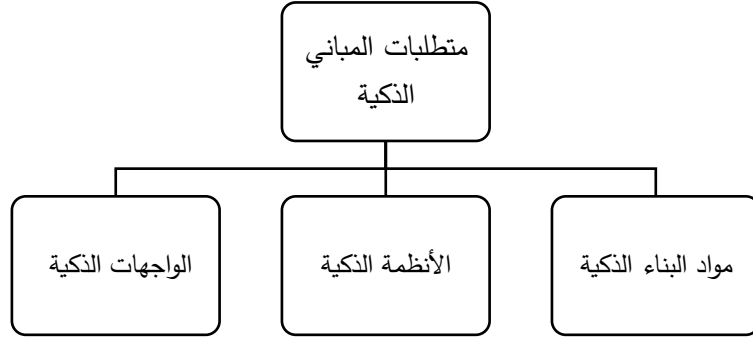 متطلبات المباني
الذكية
مواد البناء الذكية
الأنظمة الذكية
الواجهات الذكية